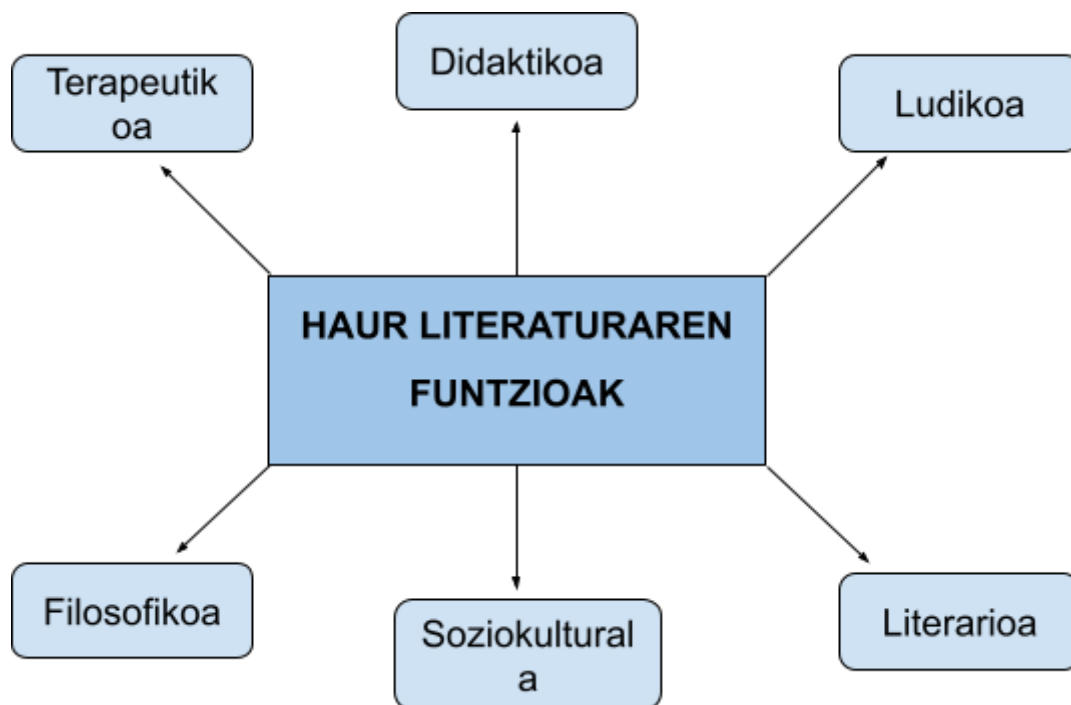 Terapeutik
oa
Didaktikoa
Ludikoa
HAUR LITERATURAREN
FUNTZIOAK
Filosofikoa
Soziokultural
a
Literarioa